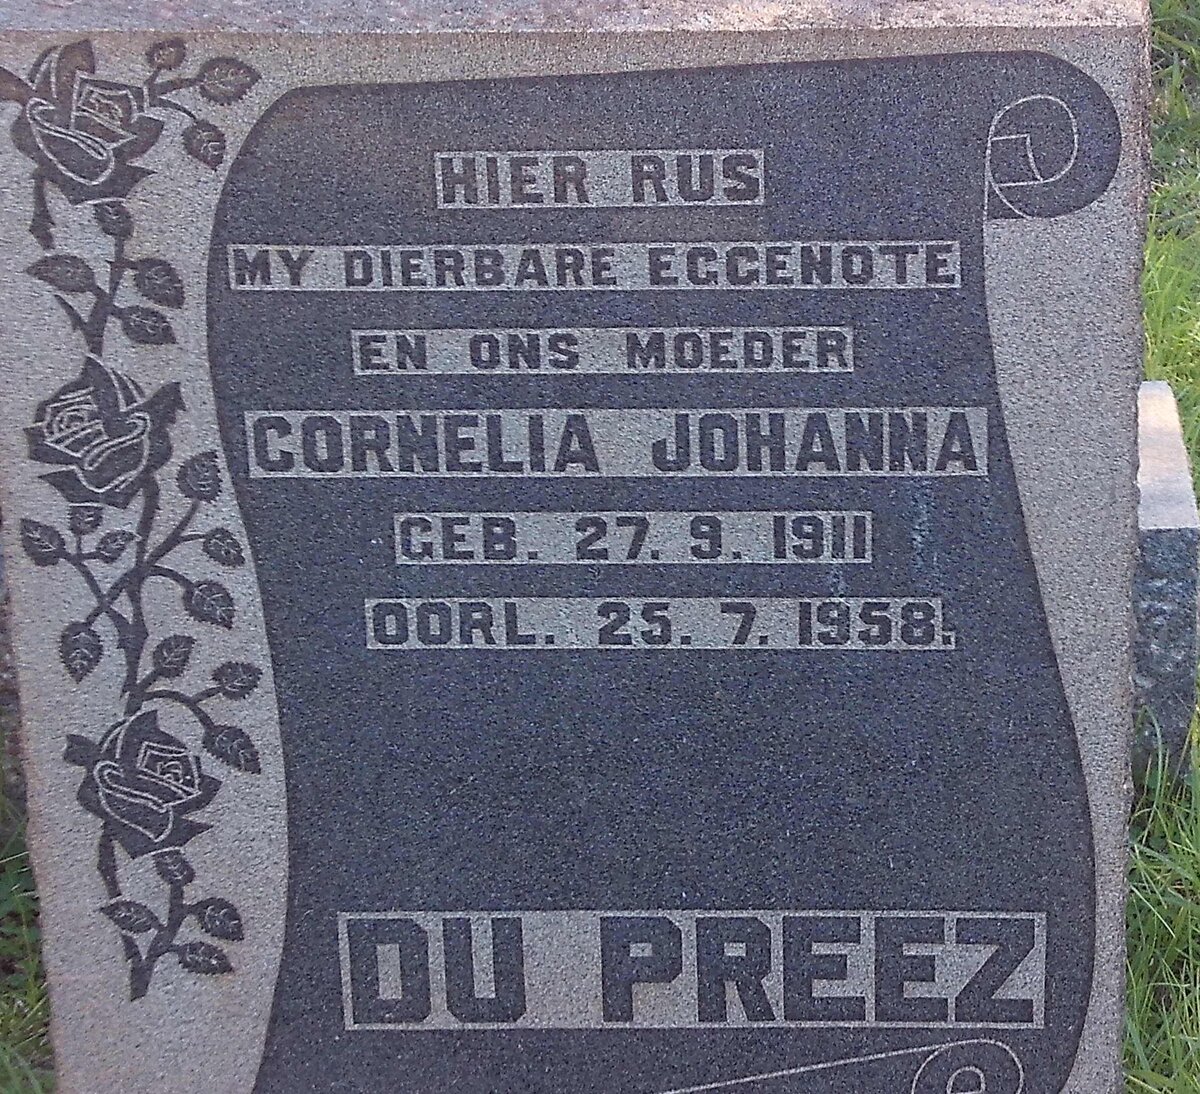 HIER RUS
MY DIERBARE EGGENOTE
EN ONS MOEDER
CORNELIA JOHANNA
GEB. 27. 9. 1911
OORL. 25. 7. 1958.
DU PREEZ